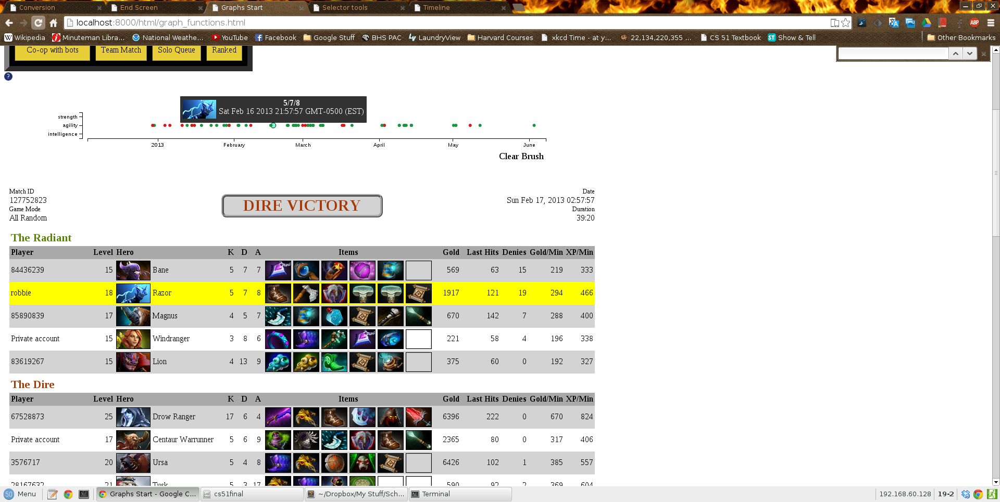 Conversion
End Screen
Graphs Start
Selector tools
Timeline
localhost:8000/html/graph_functions.html
ABP
Wikipedia
Minuteman Libra...
National Weathe...
YouTube
Facebook
Google Stuff
BHS PAC
LaundryView
Harvard Courses
xkcd Time - at y...
22,134,220,355 ...
CS 51 Textbook
ST Show & Tell
Other Bookmarks
Co-op with bots
Team Match
Solo Queue
Ranked
?
5/7/8
Sat Feb 16 2013 21:57:57 GMT-0500 (EST)
strength
agility
intelligence
2013 February March April May June
Clear Brush
Match ID
127752823
Game Mode
All Random
DIRE VICTORY
Date
Sun Feb 17, 2013 02:57:57
Duration
39:20
The Radiant
Player Level Hero K D A Items Gold Last Hits Denies Gold/Min XP/Min
84436239 15 Bane 5 7 7 569 63 15 219 333
robbie 18 Razor 5 7 8 1917 121 19 294 466
85890839 17 Magnus 4 5 7 670 142 7 288 400
Private account 15 Windranger 3 8 6 221 58 4 196 338
83619267 15 Lion 4 13 9 375 60 0 192 327
The Dire
Player Level Hero K D A Items Gold Last Hits Denies Gold/Min XP/Min
67528873 25 Drow Ranger 17 6 4 6396 222 0 670 824
Private account 17 Centaur Warrunner 5 6 9 2365 80 0 317 406
3576717 20 Ursa 5 4 8 6426 102 1 385 557
28167632 21 Tusk 5 3 17 590 92 2 369 604
50 Menu
Graphs Start - Google C...
cs51final
~/Dropbox/My Stuff/Sch...
Terminal
192.168.60.128
19-2